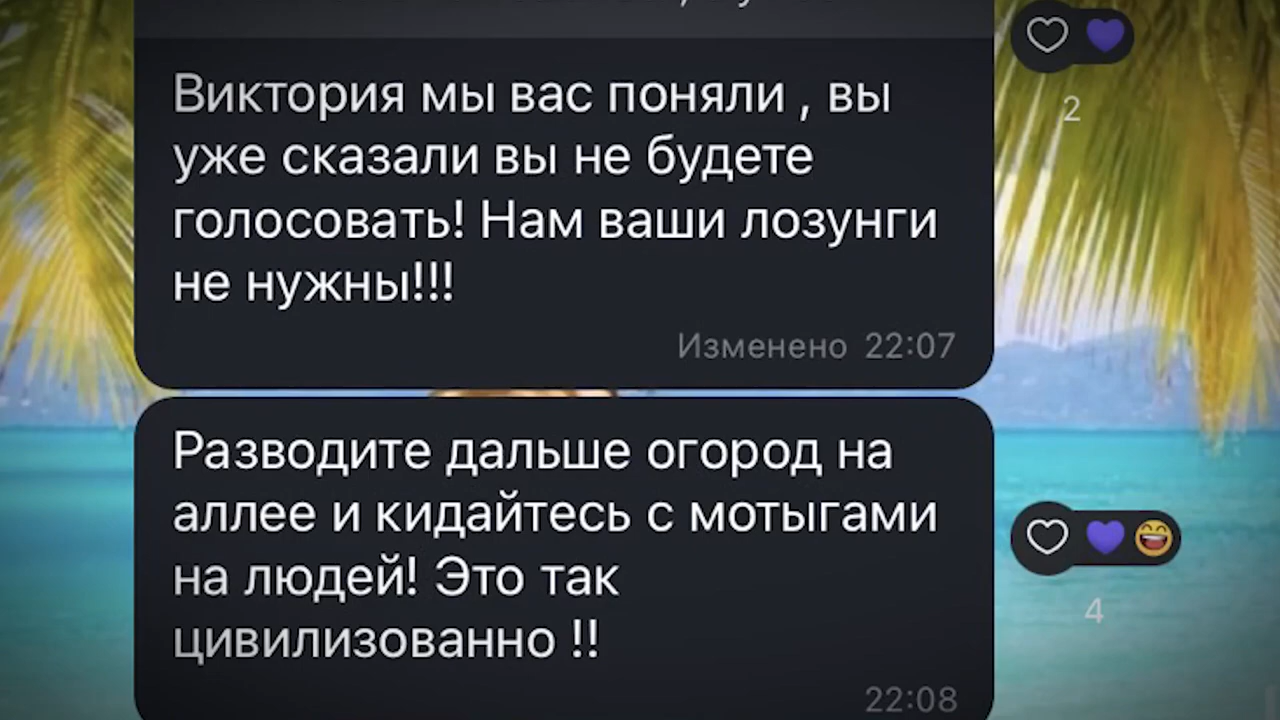 Виктория мы вас поняли , вы
уже сказали вы не будете
голосовать! Нам ваши лозунги
не нужны!!!
Изменено 22:07
2
Разводите дальше огород на
аллее и кидайтесь с мотыгами
на людей! Это так
цивилизованно !!
22:08
4